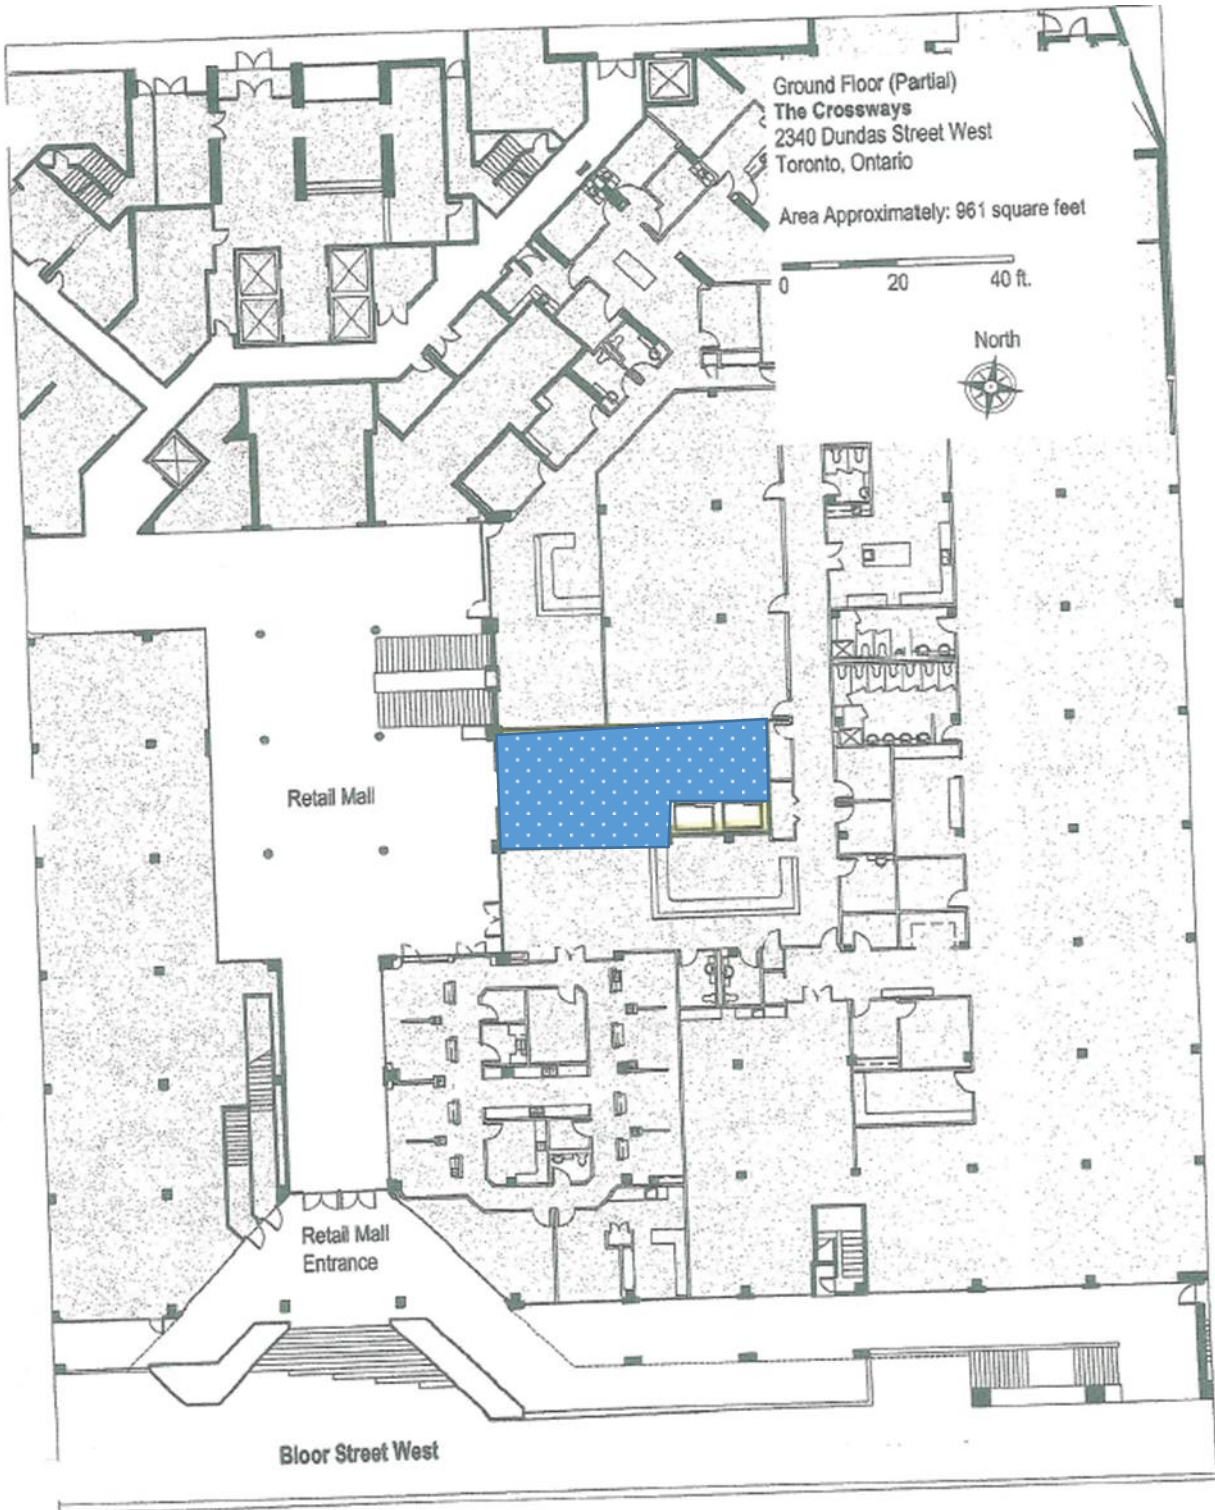 Ground Floor (Partial)
The Crossways
2340 Dundas Street West
Toronto, Ontario
Area Approximately: 961 square feet
0 20 40 ft.
North
Retail Mall
Retail Mall
Entrance
Bloor Street West